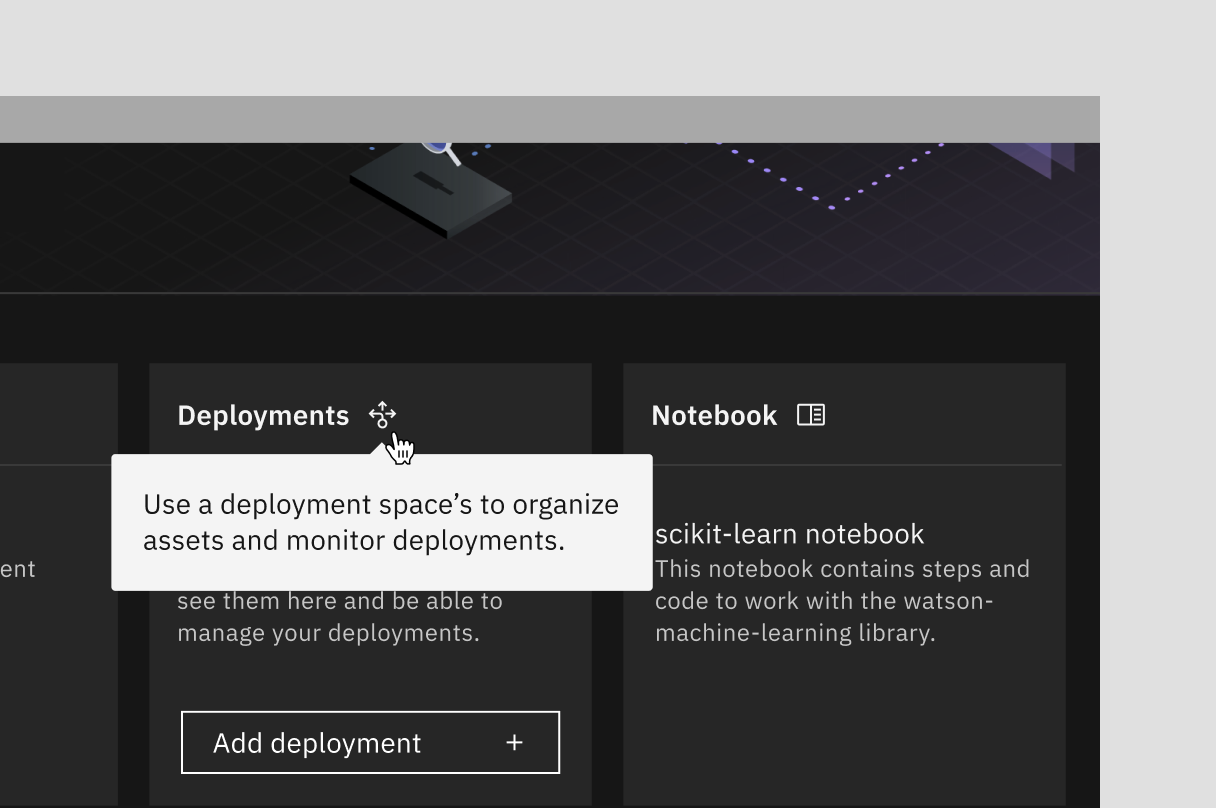 Deployments
Use a deployment space’s to organize
assets and monitor deployments.
see them here and be able to
manage your deployments.
Add deployment +
Notebook
scikit-learn notebook
This notebook contains steps and
code to work with the watson-
machine-learning library.
ent